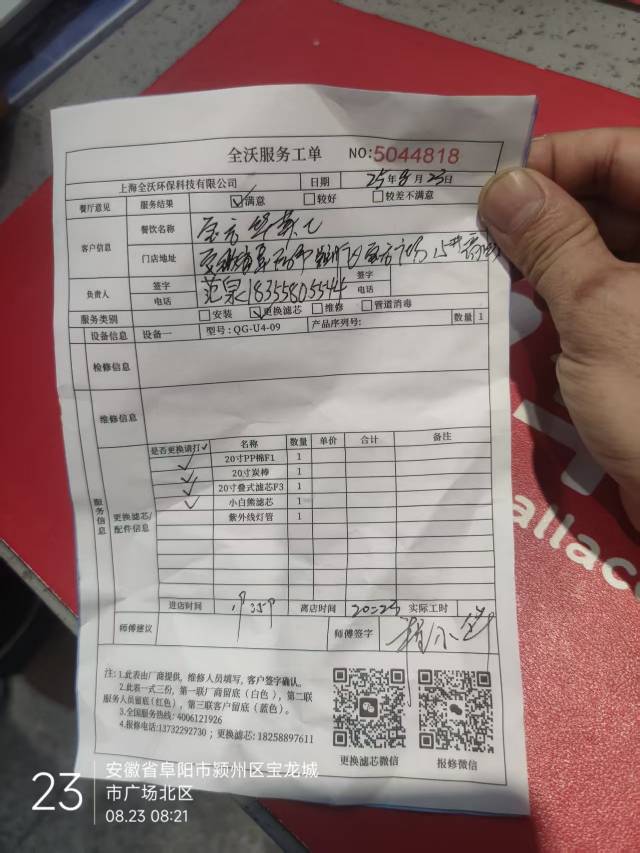 全沃服务工单 NO:5044818
上海全沃环保科技有限公司 日期 25年8月23日
餐厅意见 服务结果 满意 较好 较差不满意
客户信息 餐饮名称
门店地址
负责人 签字 签字
电话 18355805545 电话
服务类别 安装 更换滤芯 维修 管道消毒
设备信息 设备一 型号:QG-U4-09 产品序列号: 数量 1
检修信息
维修信息
服务信息
更换滤芯/配件信息
是否更换请打✓ 名称 数量 单价 合计 备注
✓ 20寸PP棉F1 1
✓ 20寸炭棒 1
✓ 20寸叠式滤芯F3 1
✓ 小白熊滤芯 1
紫外线灯管 1
进店时间 离店时间 实际工时
师傅建议 师傅签字
注: 1.此表由厂商提供，维修人员填写，客户签字确认。
2.此表一式三份，第一联厂商留底(白色)，第二联
服务人员留底(红色)，第三联客户留底(蓝色)。
3.全国服务热线: 4006121926
4.报修电话:13732292730 ; 更换滤芯: 18258897611
更换滤芯微信 报修微信
allac
23
安徽省阜阳市颍州区宝龙城
市广场北区
08.23 08:21